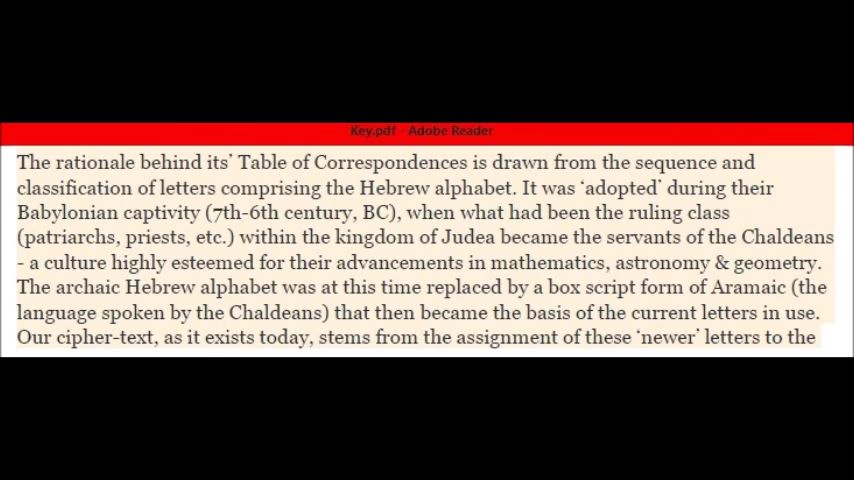 Key.pdf - Adobe Reader
The rationale behind its’ Table of Correspondences is drawn from the sequence and
classification of letters comprising the Hebrew alphabet. It was ‘adopted’ during their
Babylonian captivity (7th-6th century, BC), when what had been the ruling class
(patriarchs, priests, etc.) within the kingdom of Judea became the servants of the Chaldeans
- a culture highly esteemed for their advancements in mathematics, astronomy & geometry.
The archaic Hebrew alphabet was at this time replaced by a box script form of Aramaic (the
language spoken by the Chaldeans) that then became the basis of the current letters in use.
Our cipher-text, as it exists today, stems from the assignment of these ‘newer’ letters to the